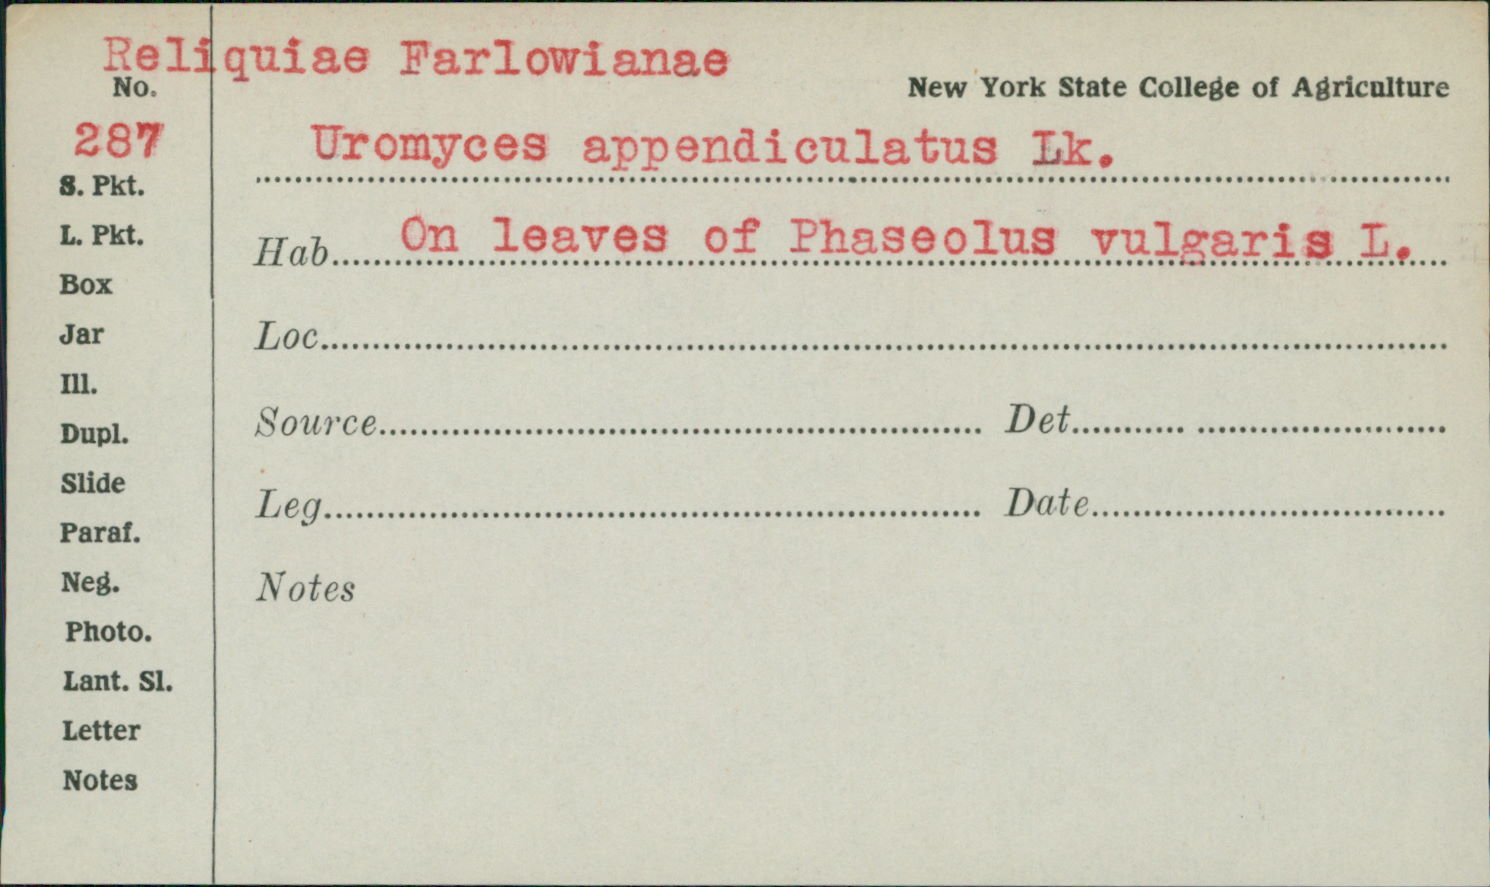 Reliquiae Farlowianae
No.
New York State College of Agriculture
287
Uromyces appendiculatus Lk.
S. Pkt.
L. Pkt.
Hab. On leaves of Phaseolus vulgaris L.
Box
Jar
Loc.
Ill.
Dupl.
Source
Det.
Slide
Leg.
Date
Paraf.
Neg.
Notes
Photo.
Lant. Sl.
Letter
Notes